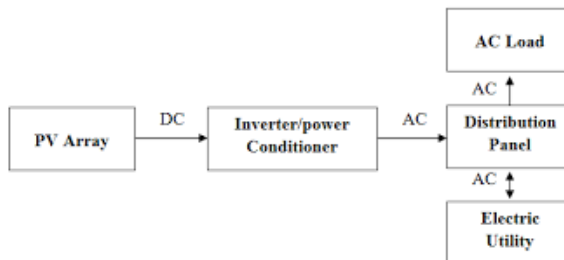 AC Load
AC
PV Array
DC
Inverter/power
Conditioner
AC
Distribution
Panel
AC
Electric
Utility